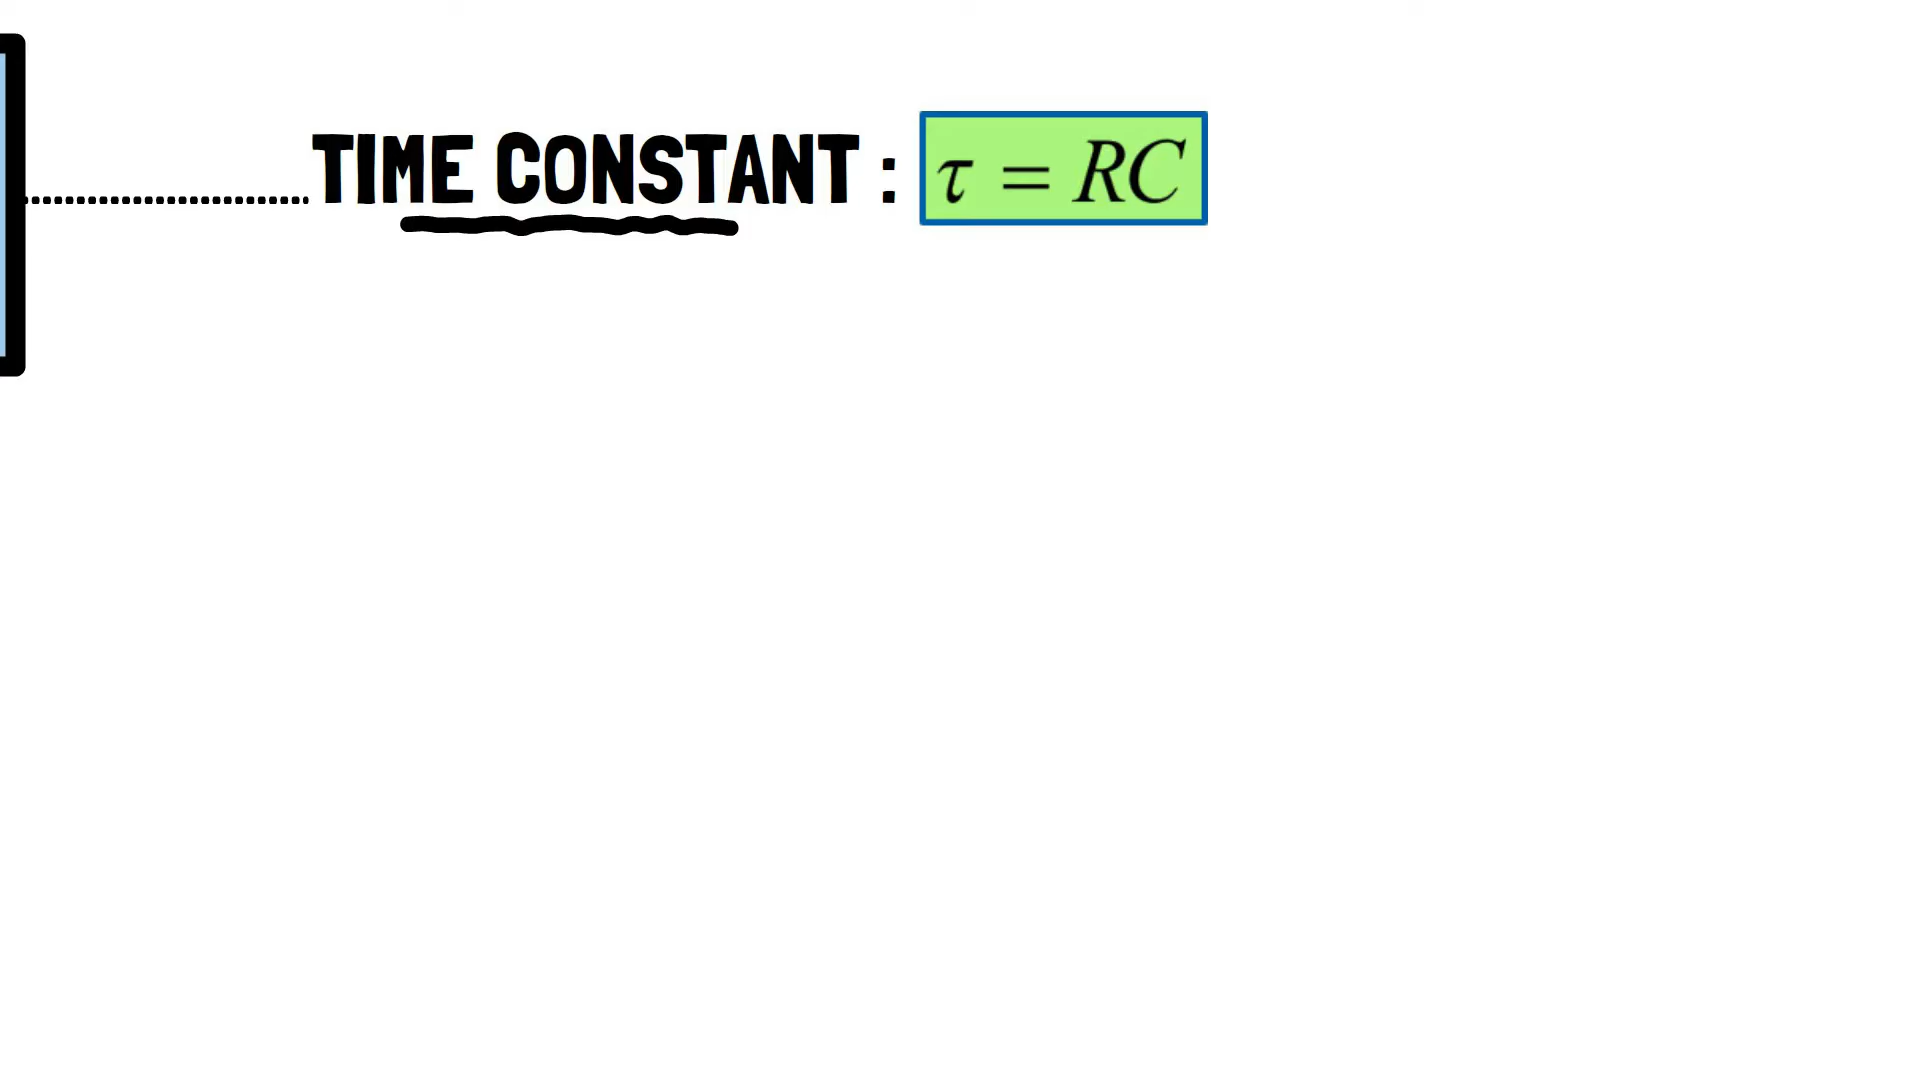 TIME CONSTANT : τ = RC